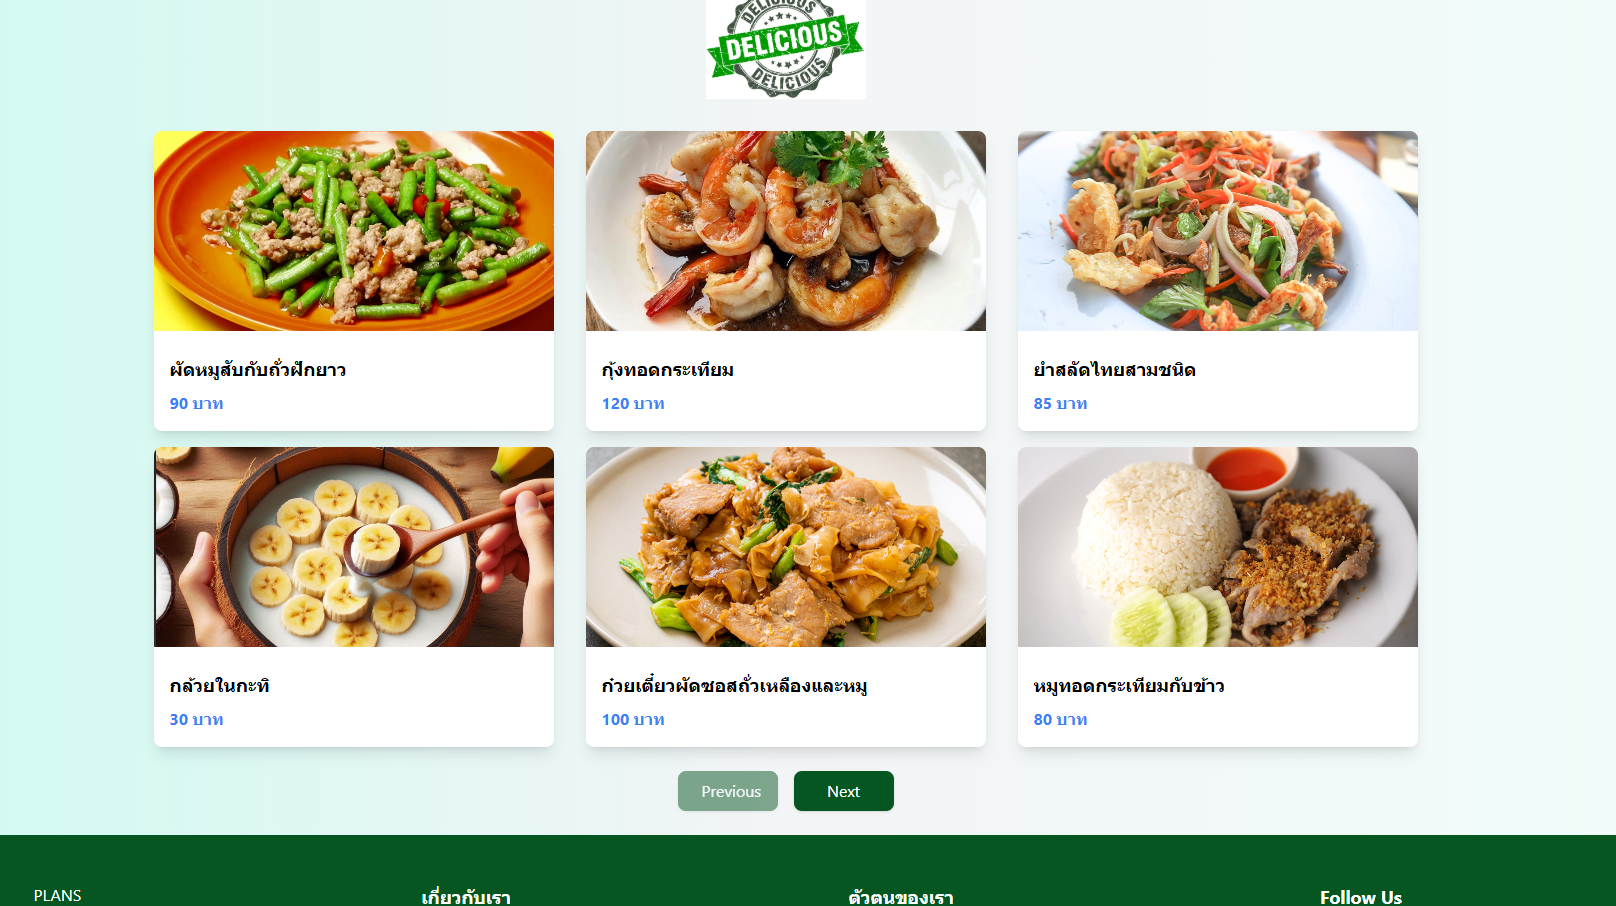 DELICIOUS
DELICIOUS
DELICIOUS
ผัดหมูสับกับถั่วฝักยาว
90 บาท
กุ้งทอดกระเทียม
120 บาท
ยำสลัดไทยสามชนิด
85 บาท
กล้วยในกะทิ
30 บาท
ก๋วยเตี๋ยวผัดซอสถั่วเหลืองและหมู
100 บาท
หมูทอดกระเทียมกับข้าว
80 บาท
Previous
Next
PLANS
เกี่ยวกับเรา
ตัวตนของเรา
Follow Us